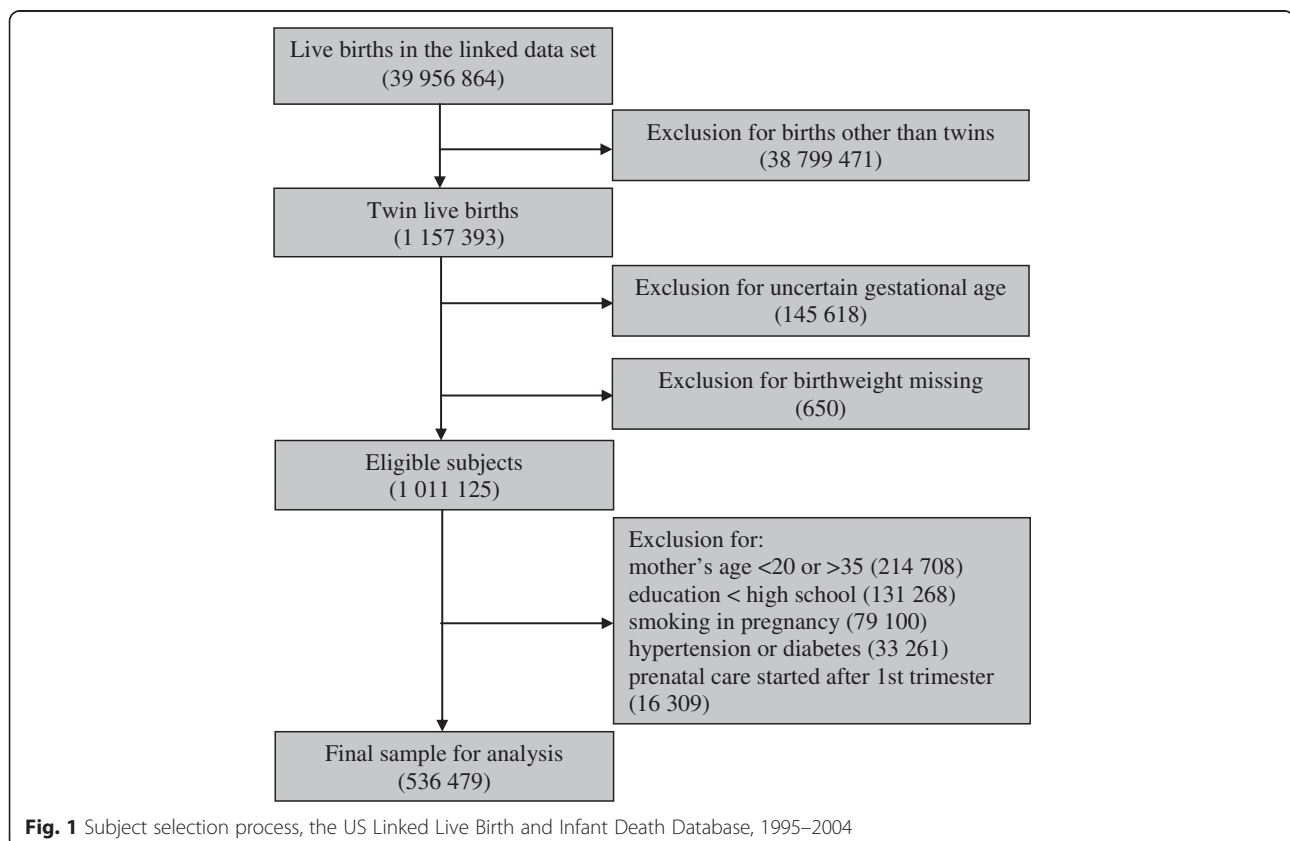 Live births in the linked data set
(39 956 864)
Exclusion for births other than twins
(38 799 471)
Twin live births
(1 157 393)
Exclusion for uncertain gestational age
(145 618)
Exclusion for birthweight missing
(650)
Eligible subjects
(1 011 125)
Exclusion for:
mother's age <20 or >35 (214 708)
education < high school (131 268)
smoking in pregnancy (79 100)
hypertension or diabetes (33 261)
prenatal care started after 1st trimester
(16 309)
Final sample for analysis
(536 479)
Fig. 1 Subject selection process, the US Linked Live Birth and Infant Death Database, 1995–2004